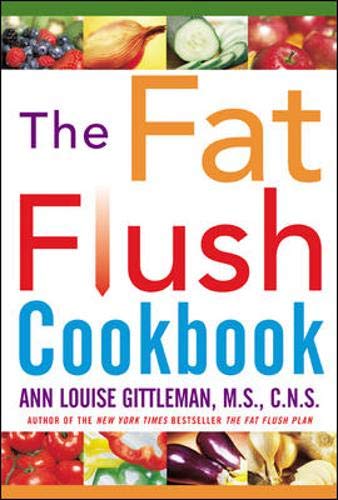 The Fat
Flush
Cookbook
ANN LOUISE GITTLEMAN, M.S., C.N.S.
AUTHOR OF THE NEW YORK TIMES BESTSELLER THE FAT FLUSH PLAN